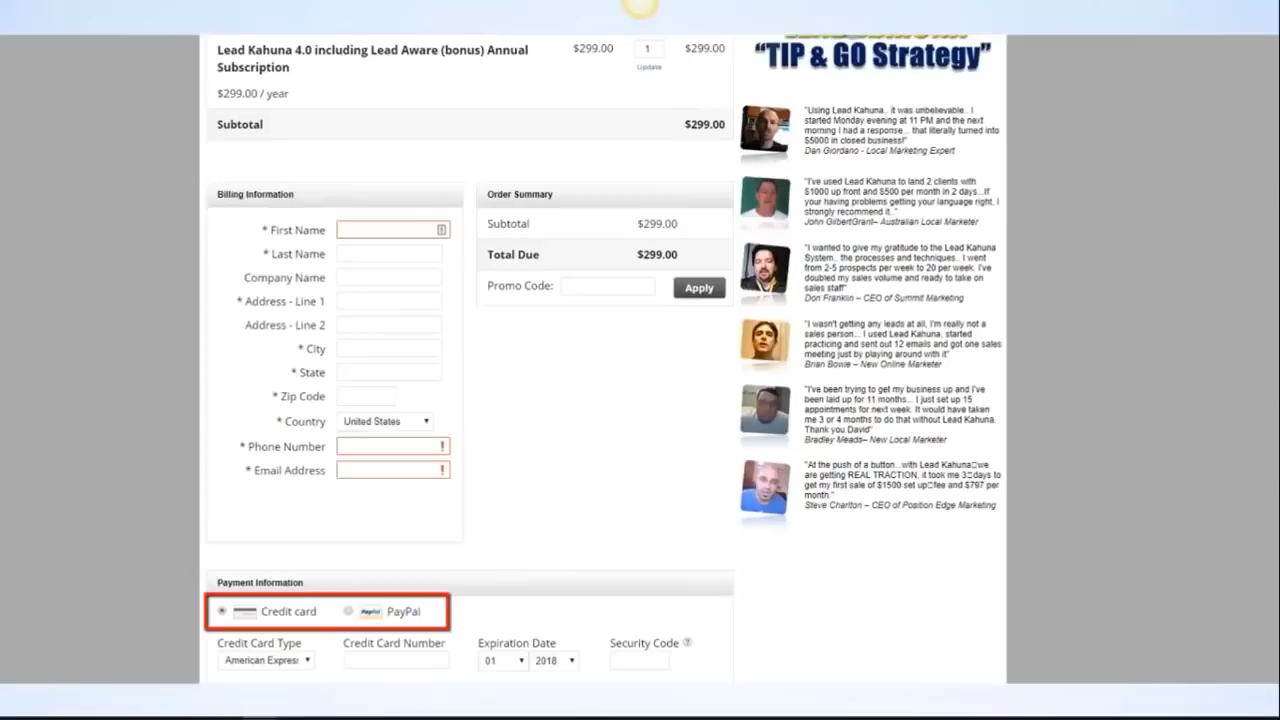 Lead Kahuna 4.0 including Lead Aware (bonus) Annual
Subscription
$299.00 1 $299.00
Update
$299.00 / year
Subtotal $299.00
Billing Information
* First Name
* Last Name
Company Name
* Address - Line 1
Address - Line 2
* City
* State
* Zip Code
* Country United States
* Phone Number !
* Email Address !
Order Summary
Subtotal $299.00
Total Due $299.00
Promo Code: Apply
Payment Information
Credit card PayPal PayPal
Credit Card Type Credit Card Number Expiration Date Security Code ?
American Expres 01 2018
“TIP & GO Strategy”
"Using Lead Kahuna.. it was unbelievable.. I
started Monday evening at 11 PM and the next
morning I had a response... that literally turned into
$5000 in closed business!"
Dan Giordano - Local Marketing Expert
"I've used Lead Kahuna to land 2 clients with
$1000 up front and $500 per month in 2 days...If
your having problems getting your language right, I
strongly recommend it.."
John GilbertGrant– Australian Local Marketer
"I wanted to give my gratitude to the Lead Kahuna
System.. the processes and techniques.. I went
from 2-5 prospects per week to 20 per week, I've
doubled my sales volume and ready to take on
sales staff"
Don Franklin – CEO of Summit Marketing
"I wasn't getting any leads at all, I'm really not a
sales person... I used Lead Kahuna, started
practicing and sent out 12 emails and got one sales
meeting just by playing around with it"
Brian Bowie – New Online Marketer
"I've been trying to get my business up and I've
been laid up for 11 months... I just set up 15
appointments for next week. It would have taken
me 3 or 4 months to do that without Lead Kahuna.
Thank you David"
Bradley Meads– New Local Marketer
"At the push of a button...with Lead Kahuna□we
are getting REAL TRACTION, it took me 3□days to
get my first sale of $1500 set up□fee and $797 per
month."
Steve Charlton – CEO of Position Edge Marketing